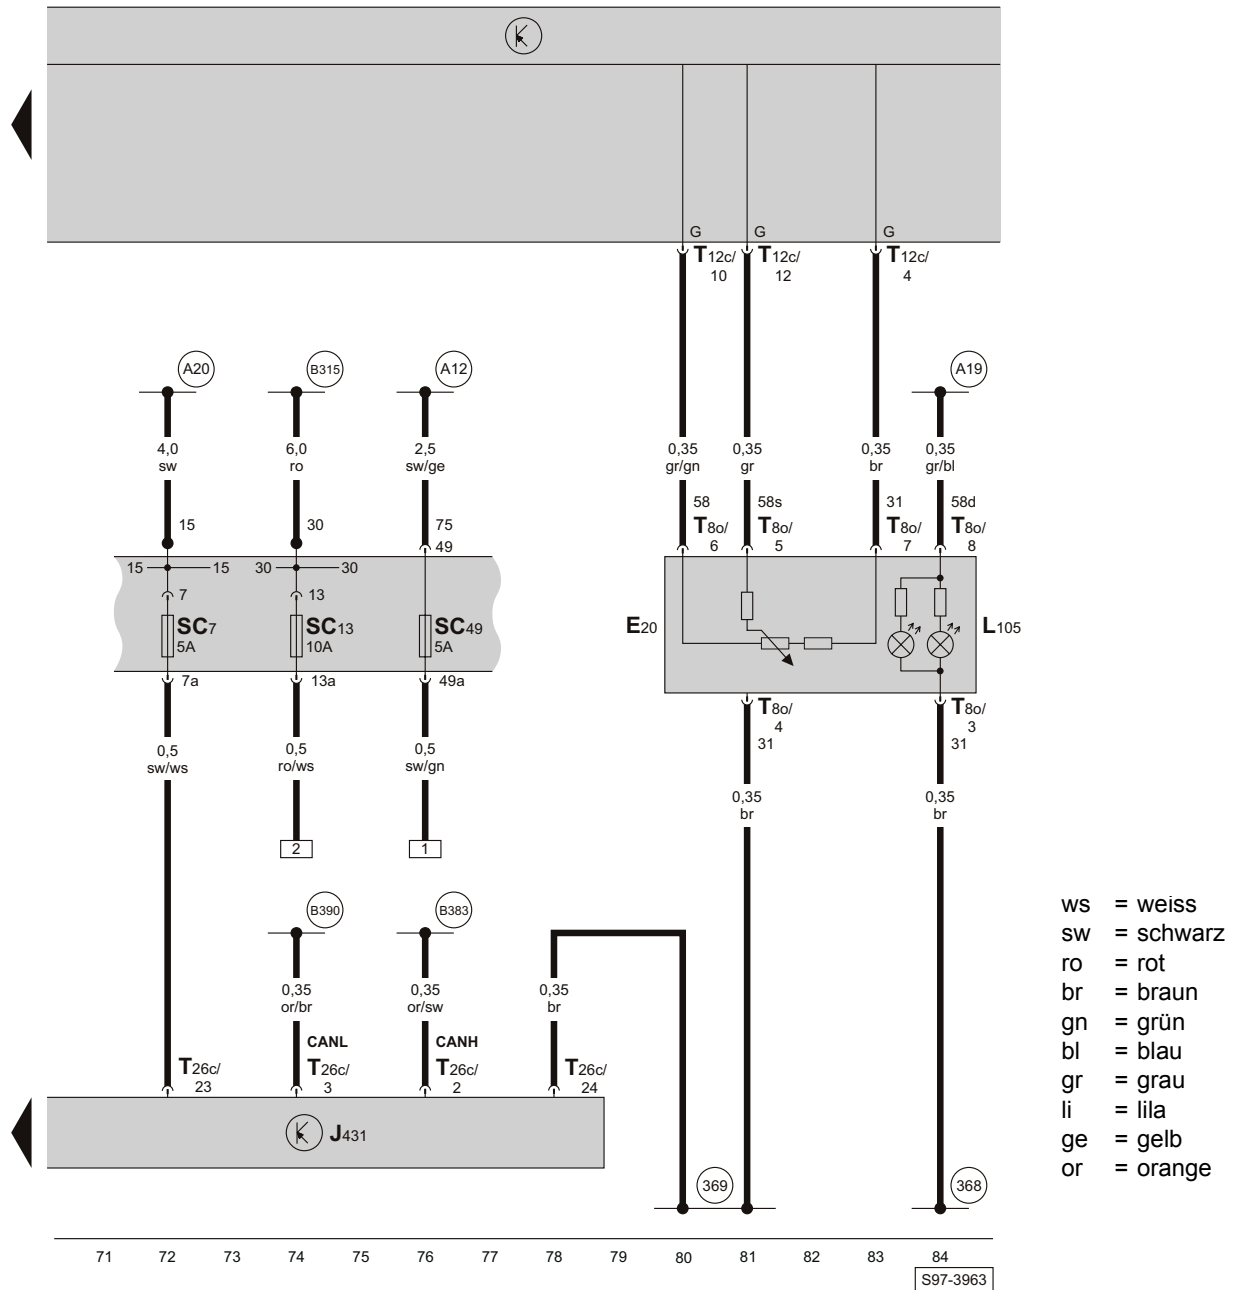 G G G
T12c/ T12c/ T12c/
10 12 4
A20 B315 A12 A19
4,0 6,0 2,5 0,35 0,35 0,35 0,35
sw ro sw/ge gr/gn gr br gr/bl
58 58s 31 58d
15 30 75 T8o/ T8o/ T8o/ T8o/
49 6 5 7 8
15 15 30 30
7 13
SC7 SC13 SC49 E20 L105
5A 10A 5A
7a 13a 49a
T8o/ T8o/
4 3
31 31
0,5 0,5 0,5
sw/ws ro/ws sw/gn
0,35 0,35
br br
2 1
B390 B383
0,35 0,35 0,35
or/br or/sw br
CANL CANH
T26c/ T26c/ T26c/ T26c/
23 3 2 24
J431
369 368
71 72 73 74 75 76 77 78 79 80 81 82 83 84
S97-3963
ws = weiss
sw = schwarz
ro = rot
br = braun
gn = grün
bl = blau
gr = grau
li = lila
ge = gelb
or = orange